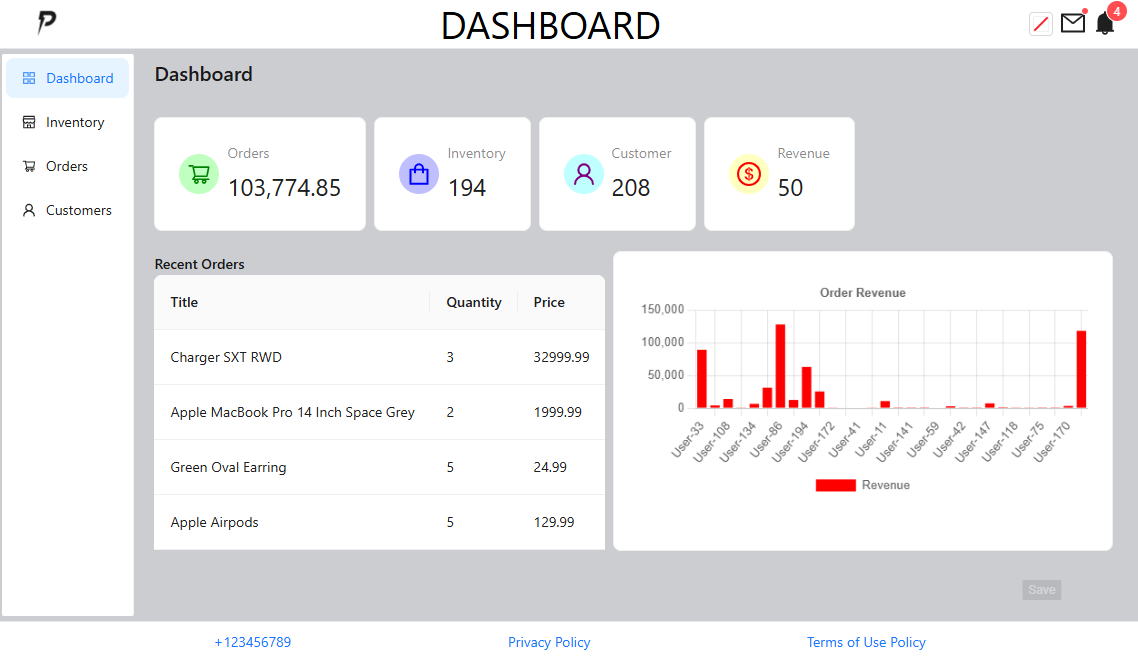 P
DASHBOARD
4
Dashboard
Inventory
Orders
Customers
Dashboard
Orders
103,774.85
Inventory
194
Customer
208
Revenue
$
50
Recent Orders
Title Quantity Price
Charger SXT RWD 3 32999.99
Apple MacBook Pro 14 Inch Space Grey 2 1999.99
Green Oval Earring 5 24.99
Apple Airpods 5 129.99
Order Revenue
150,000
100,000
50,000
0
User-33 User-108 User-134 User-86 User-194 User-172 User-41 User-11 User-141 User-59 User-42 User-147 User-118 User-75 User-170
Revenue
Save
+123456789 Privacy Policy Terms of Use Policy